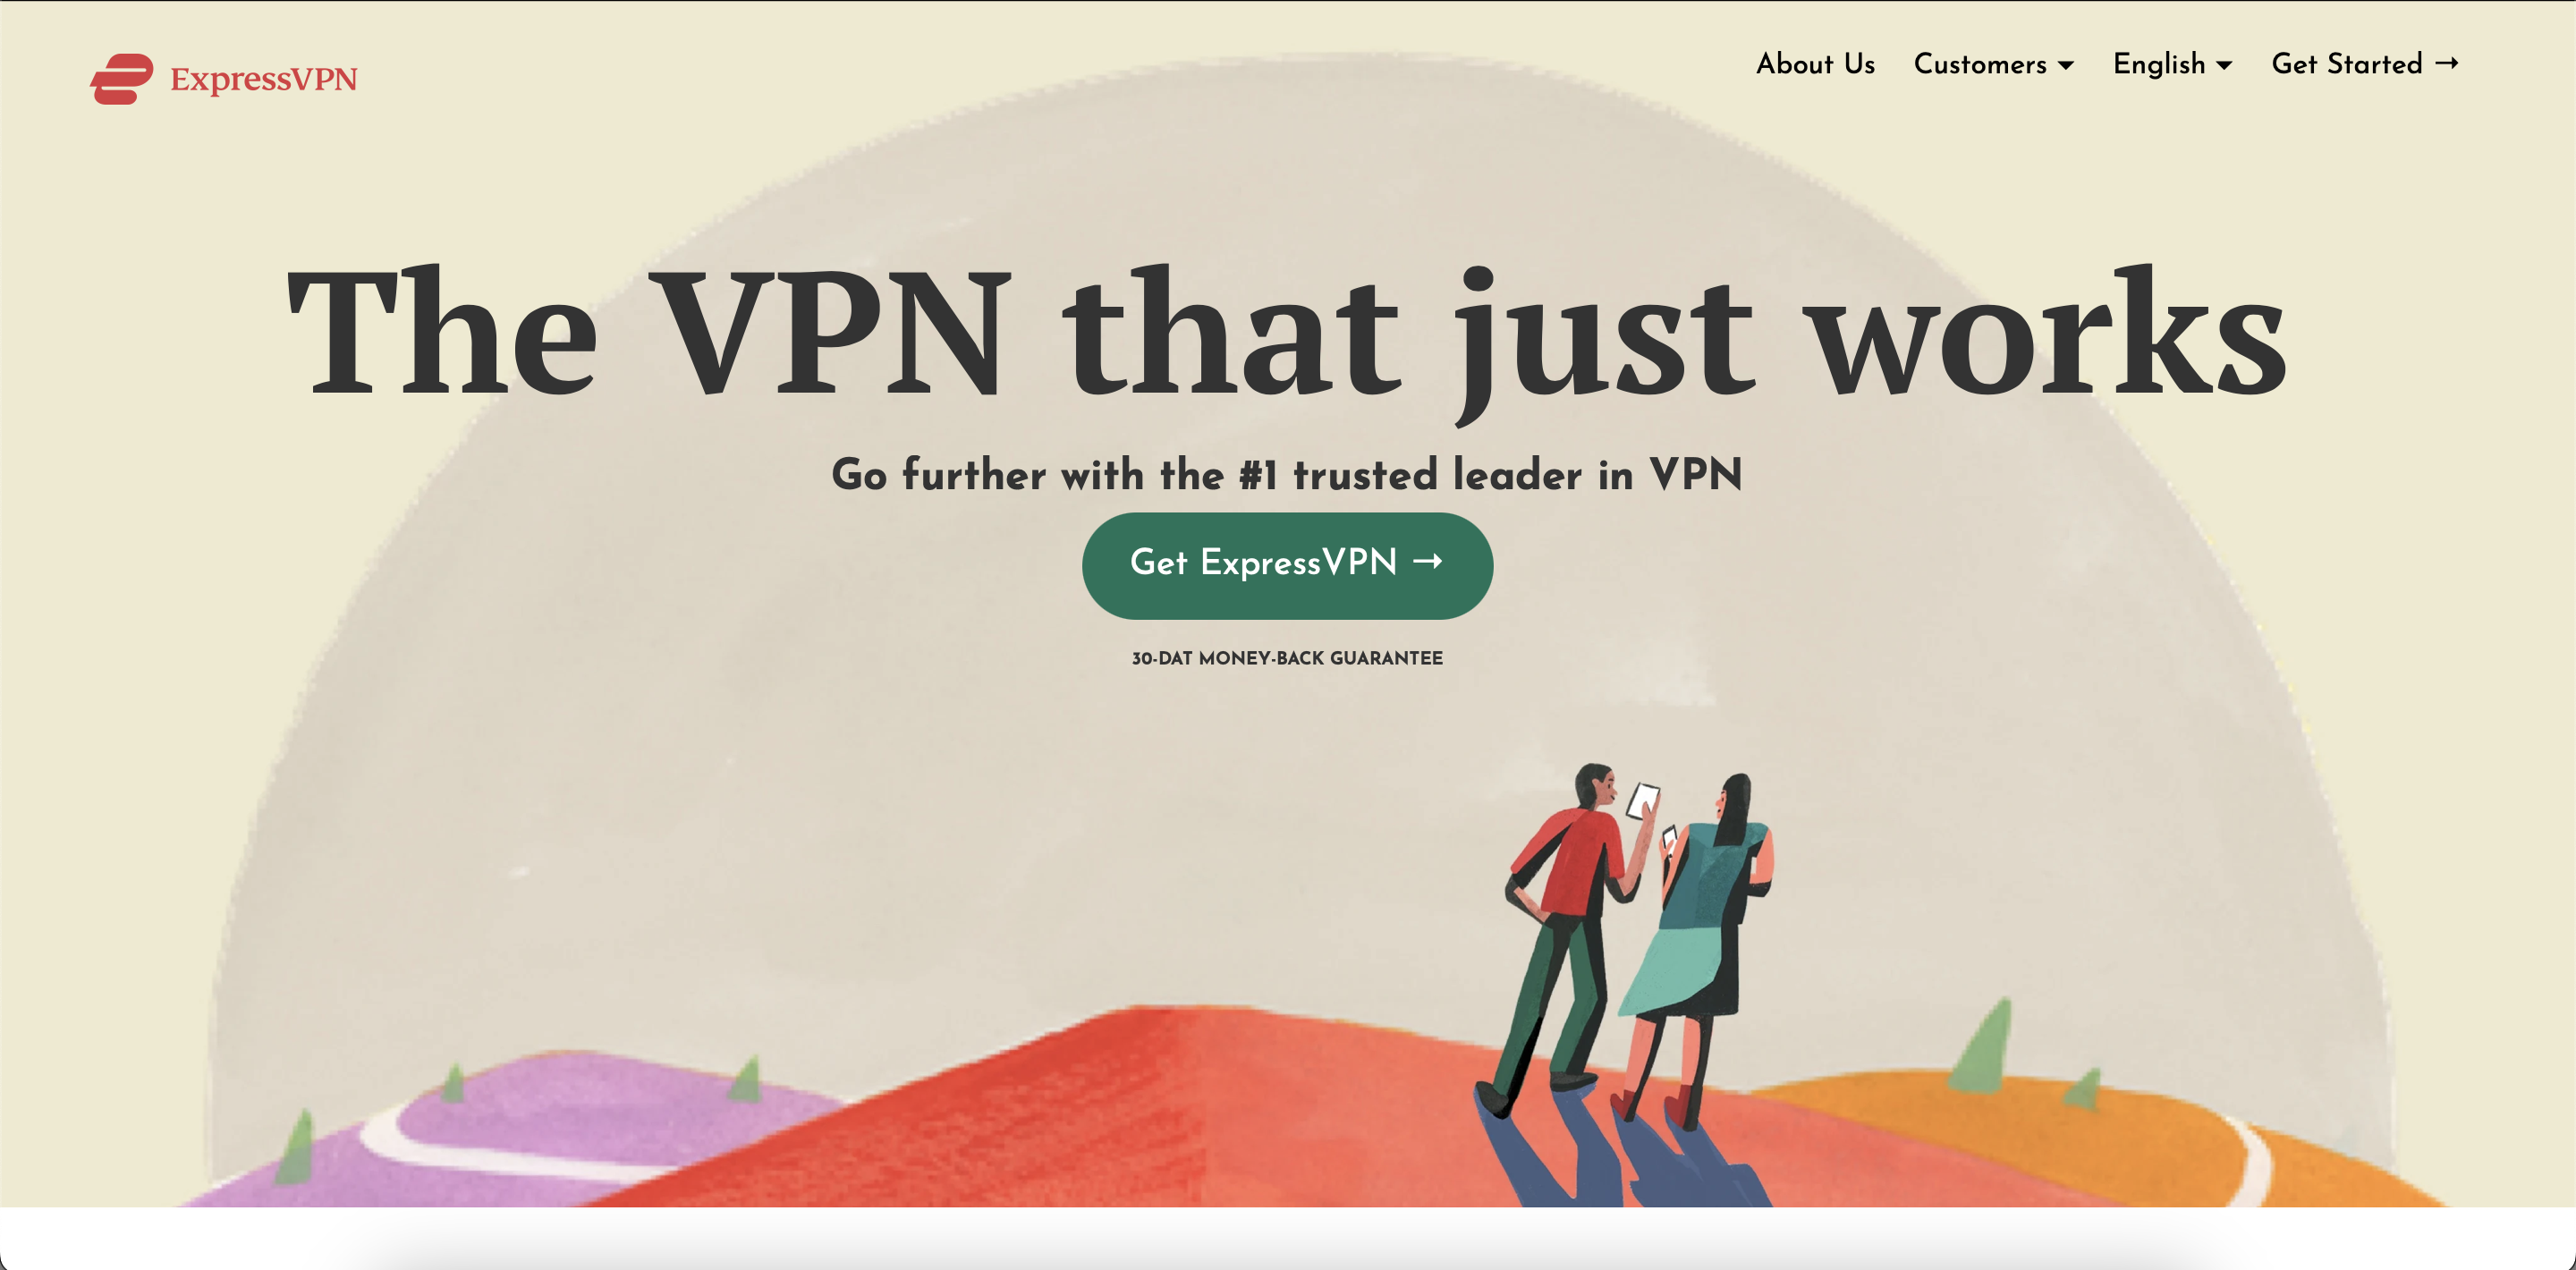 ExpressVPN
About Us Customers English Get Started →
The VPN that just works
Go further with the #1 trusted leader in VPN
Get ExpressVPN →
30-DAT MONEY-BACK GUARANTEE